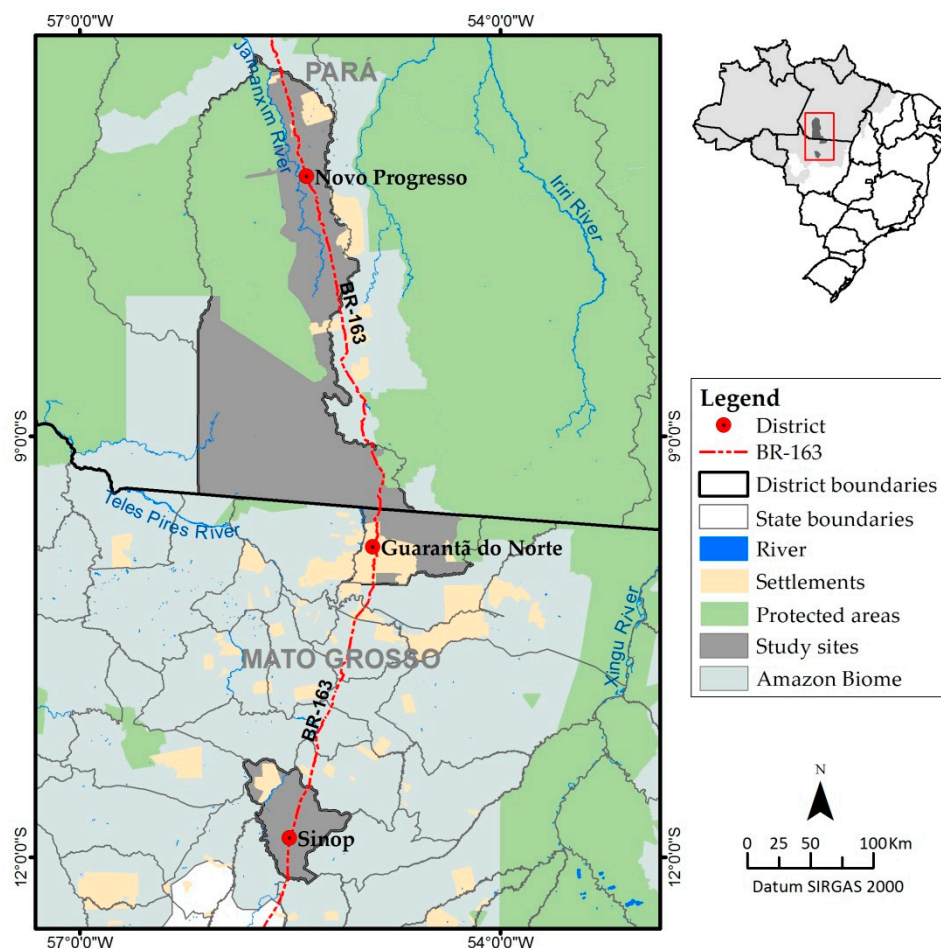 57°0'0"W
54°0'0"W
PARÁ
Jamanxim River
Novo Progresso
Iriri River
BR-163
9°0'0"S
9°0'0"S
Teles Pires River
Guarantã do Norte
Xingu River
MATO GROSSO
BR-163
Sinop
12°0'0"S
12°0'0"S
57°0'0"W
54°0'0"W
Legend
District
BR-163
District boundaries
State boundaries
River
Settlements
Protected areas
Study sites
Amazon Biome
N
0 25 50 100 Km
Datum SIRGAS 2000